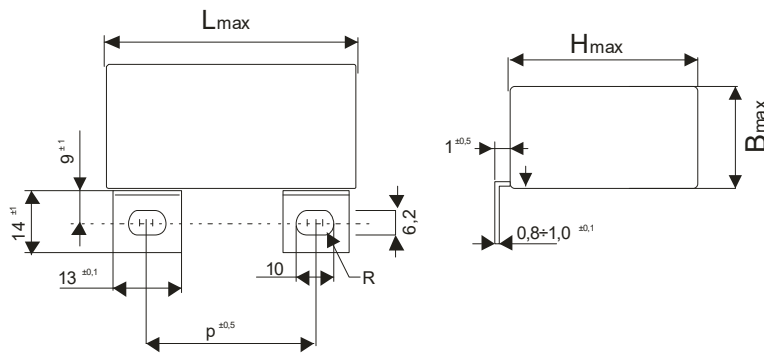 Lmax
Hmax
Bmax
9 ±1
14 ±1
13 ±0,1
10
R
6,2
p ±0,5
1 ±0,5
0,8÷1,0 ±0,1